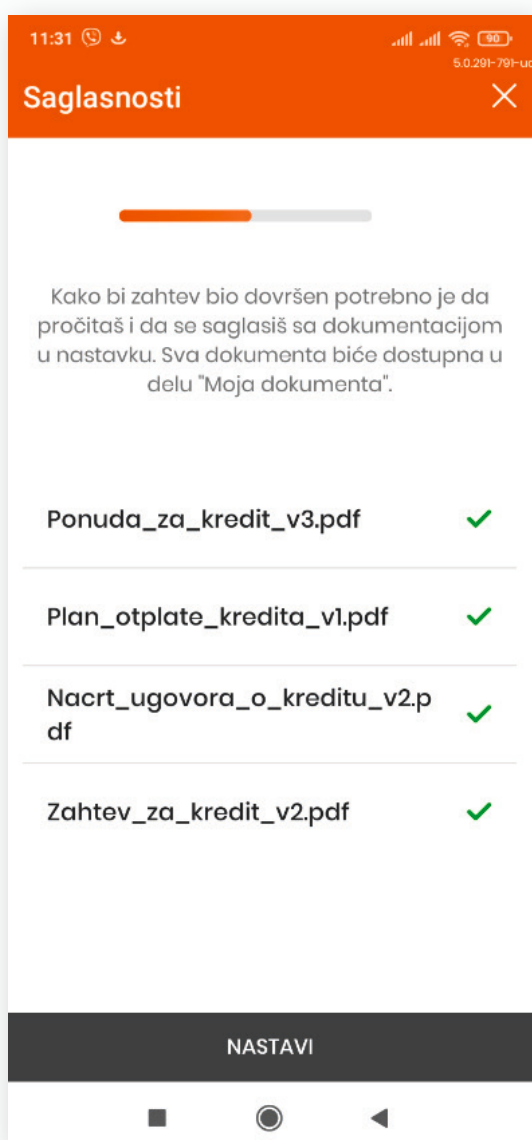 11:31
90
5.0.291-791-ua
Saglasnosti
Kako bi zahtev bio dovršen potrebno je da
pročitaš i da se saglasiš sa dokumentacijom
u nastavku. Sva dokumenta biće dostupna u
delu "Moja dokumenta".
Ponuda_za_kredit_v3.pdf
Plan_otplate_kredita_v1.pdf
Nacrt_ugovora_o_kreditu_v2.p
df
Zahtev_za_kredit_v2.pdf
NASTAVI